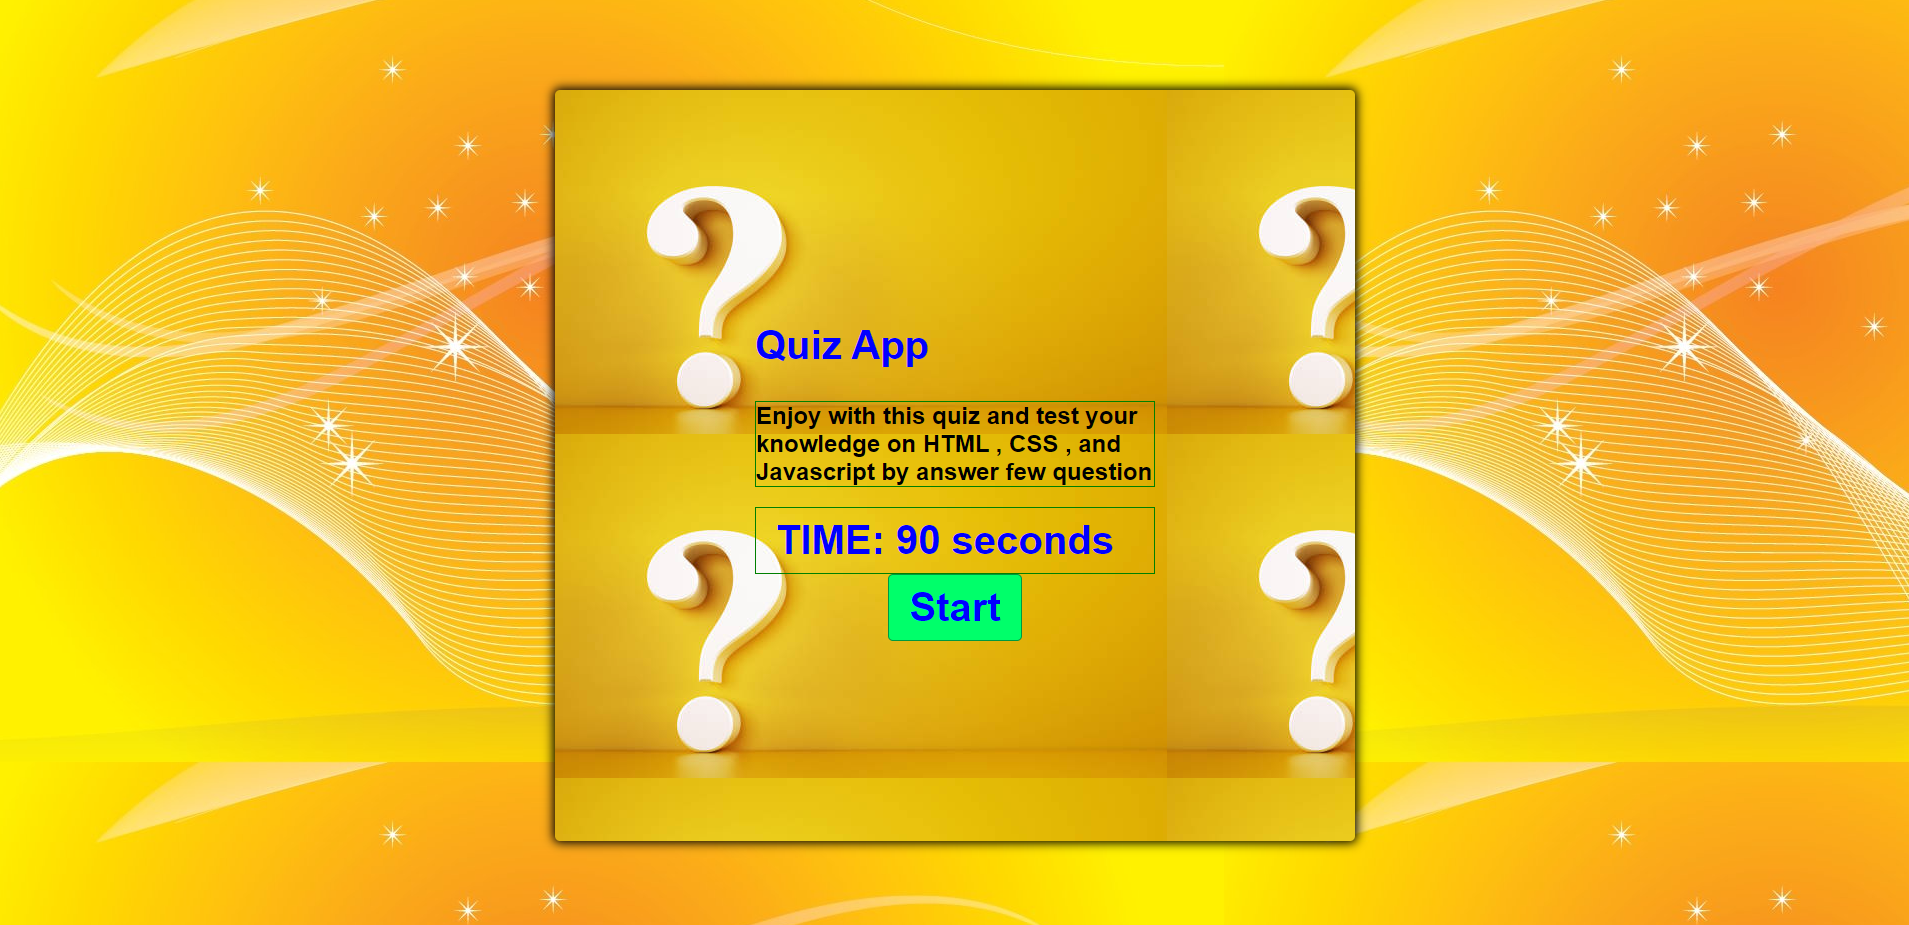 Quiz App
Enjoy with this quiz and test your
knowledge on HTML , CSS , and
Javascript by answer few question
TIME: 90 seconds
Start